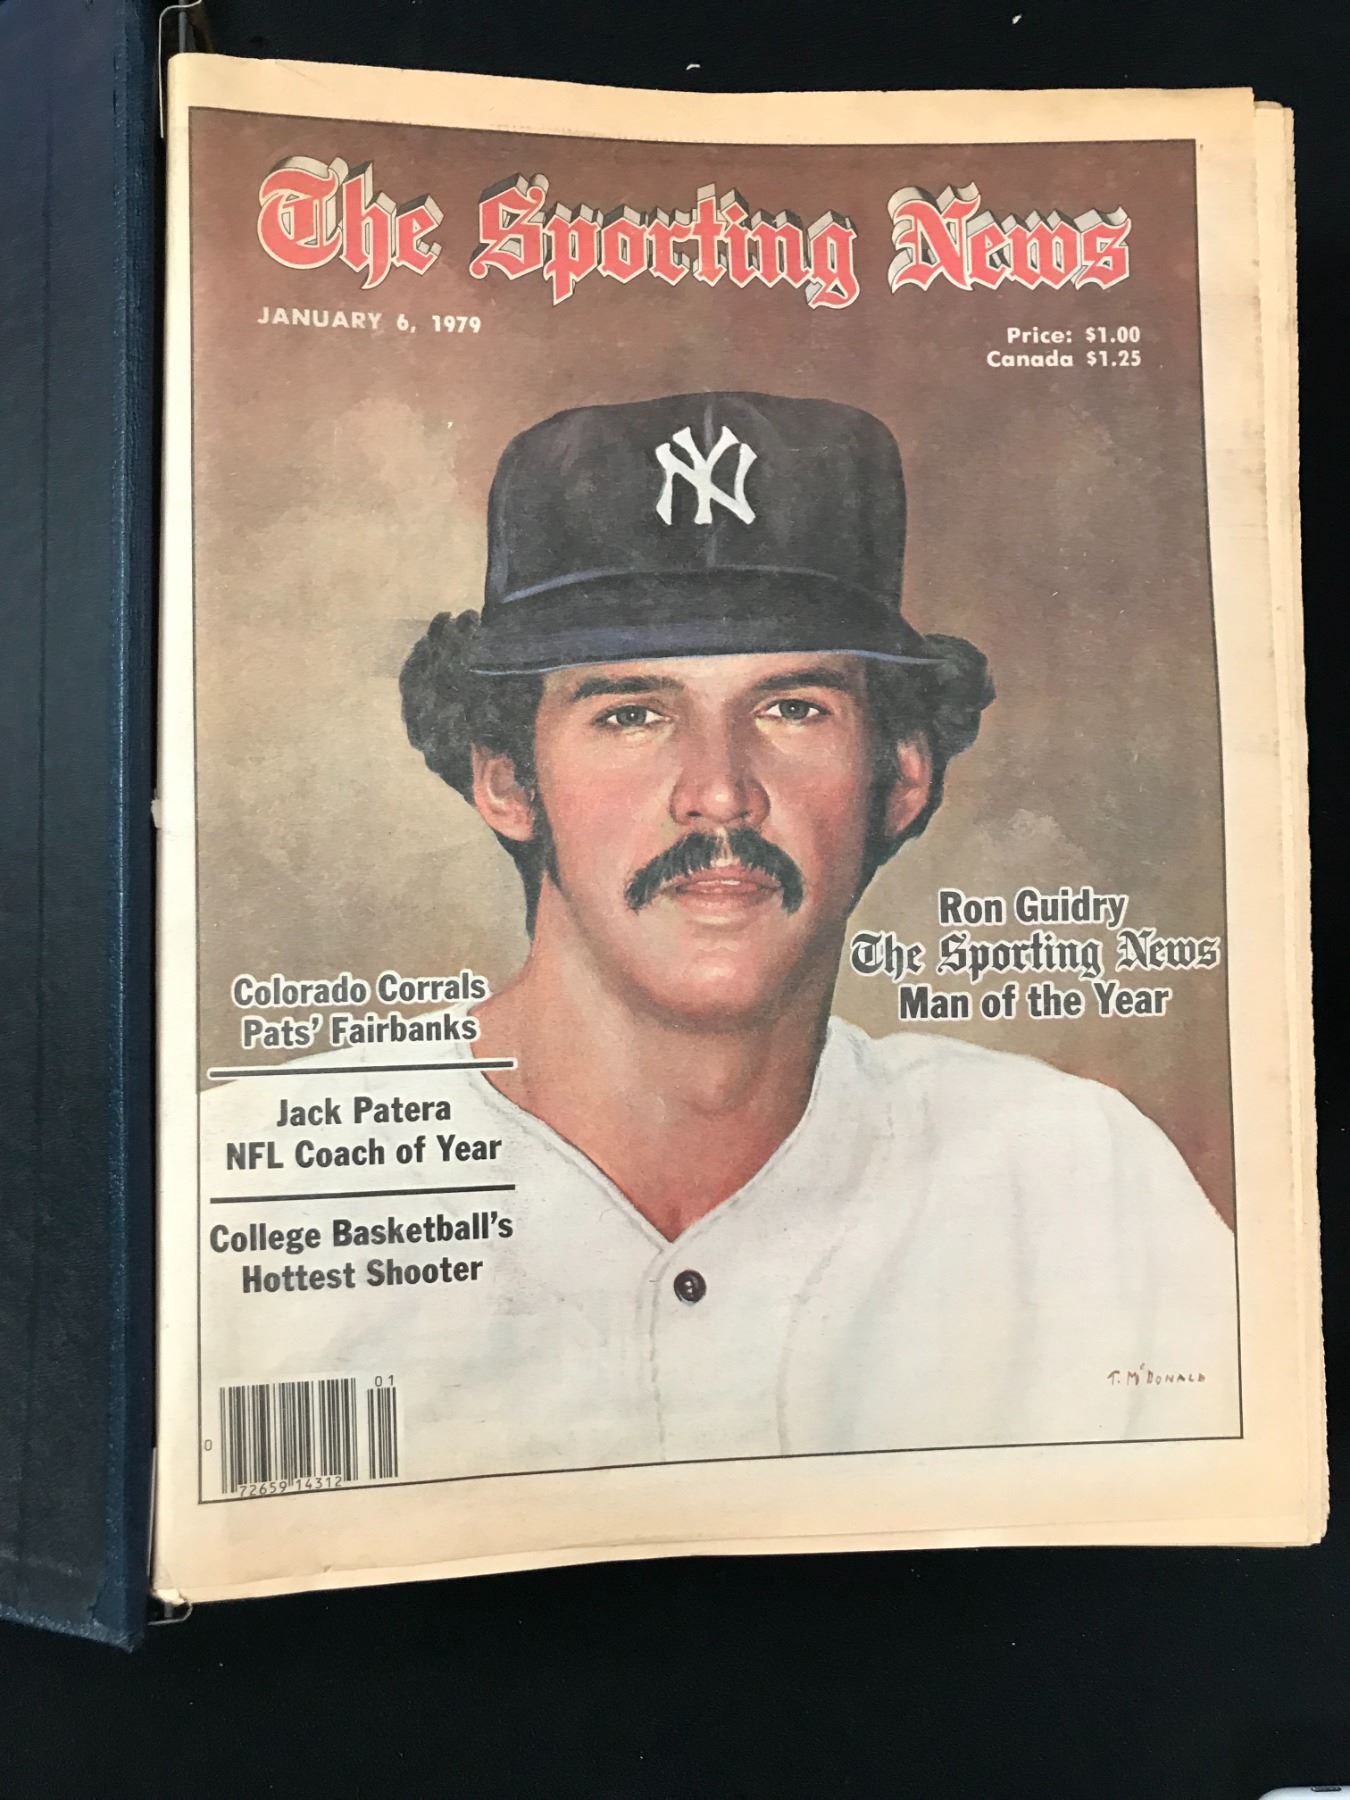 The Sporting News
JANUARY 6, 1979
Price: $1.00
Canada $1.25
NY
Ron Guidry
The Sporting News
Man of the Year
Colorado Corrals
Pats' Fairbanks
Jack Patera
NFL Coach of Year
College Basketball's
Hottest Shooter
T. McDONALD
01
0
72659 14312